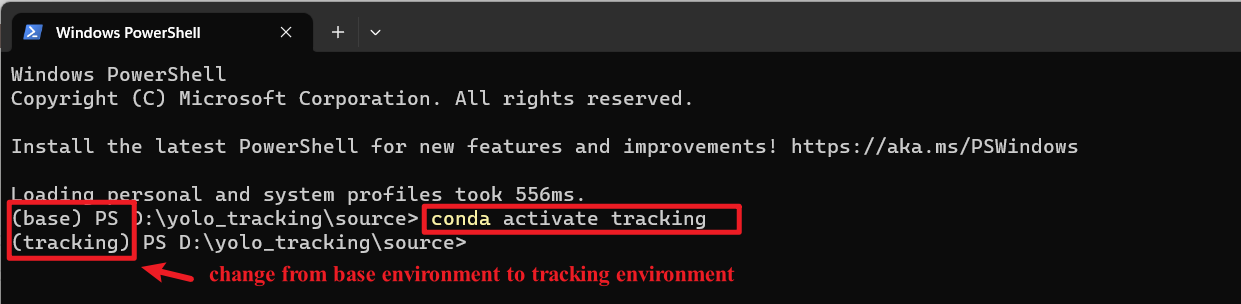 Windows PowerShell
Windows PowerShell
Copyright (C) Microsoft Corporation. All rights reserved.
Install the latest PowerShell for new features and improvements! https://aka.ms/PSWindows
Loading personal and system profiles took 556ms.
(base) PS D:\yolo_tracking\source> conda activate tracking
(tracking) PS D:\yolo_tracking\source>
change from base environment to tracking environment